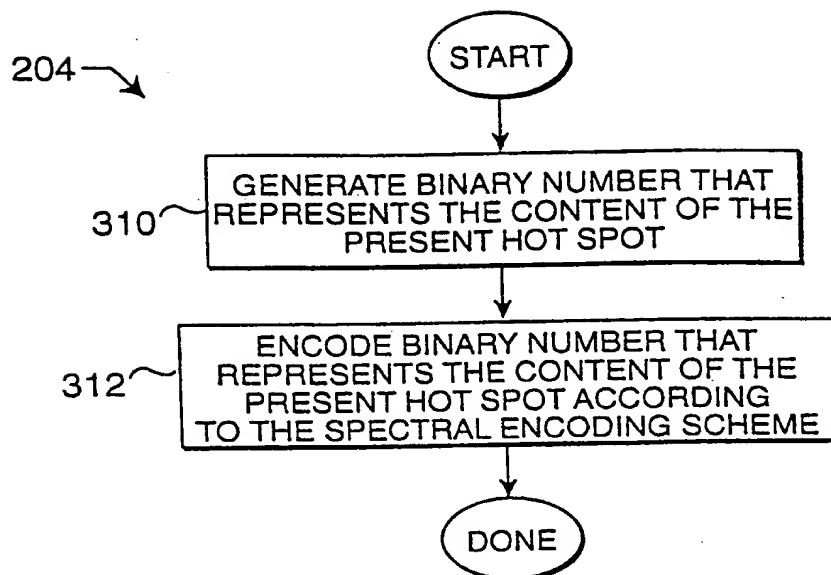 204
START
310
GENERATE BINARY NUMBER THAT
REPRESENTS THE CONTENT OF THE
PRESENT HOT SPOT.
312
ENCODE BINARY NUMBER THAT
REPRESENTS THE CONTENT OF THE
PRESENT HOT SPOT ACCORDING
TO THE SPECTRAL ENCODING SCHEME
DONE